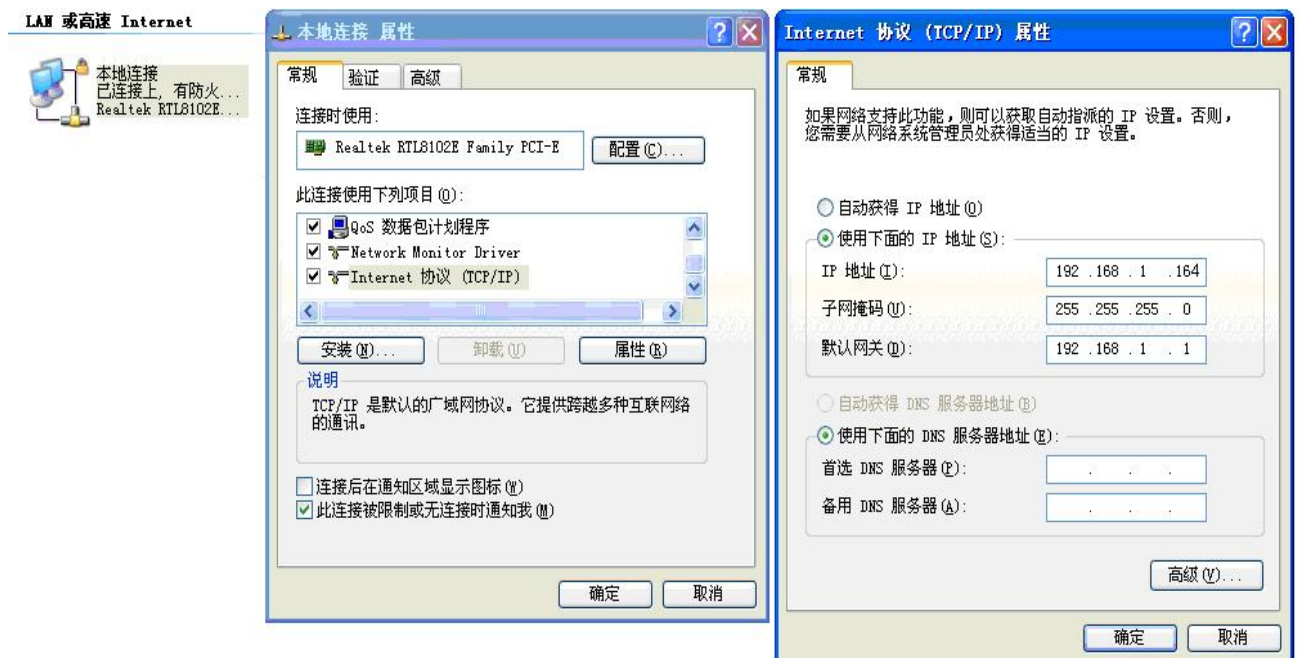 LAN 或高速 Internet
本地连接
已连接上, 有防火...
Realtek RTL8102E...
本地连接 属性
常规 验证 高级
连接时使用:
Realtek RTL8102E Family PCI-E
配置(C)...
此连接使用下列项目(O):
QoS 数据包计划程序
Network Monitor Driver
Internet 协议 (TCP/IP)
安装(N)... 卸载(U) 属性(R)
说明
TCP/IP 是默认的广域网协议。它提供跨越多种互联网络
的通讯。
连接后在通知区域显示图标(W)
此连接被限制或无连接时通知我(M)
确定 取消
Internet 协议 (TCP/IP) 属性
常规
如果网络支持此功能，则可以获取自动指派的 IP 设置。否则，
您需要从网络系统管理员处获得适当的 IP 设置。
自动获得 IP 地址(O)
使用下面的 IP 地址(S):
IP 地址(I): 192 .168 . 1 .164
子网掩码(U): 255 .255 .255 . 0
默认网关(D): 192 .168 . 1 . 1
自动获得 DNS 服务器地址(B)
使用下面的 DNS 服务器地址(E):
首选 DNS 服务器(P): . . .
备用 DNS 服务器(A): . . .
高级(V)...
确定 取消